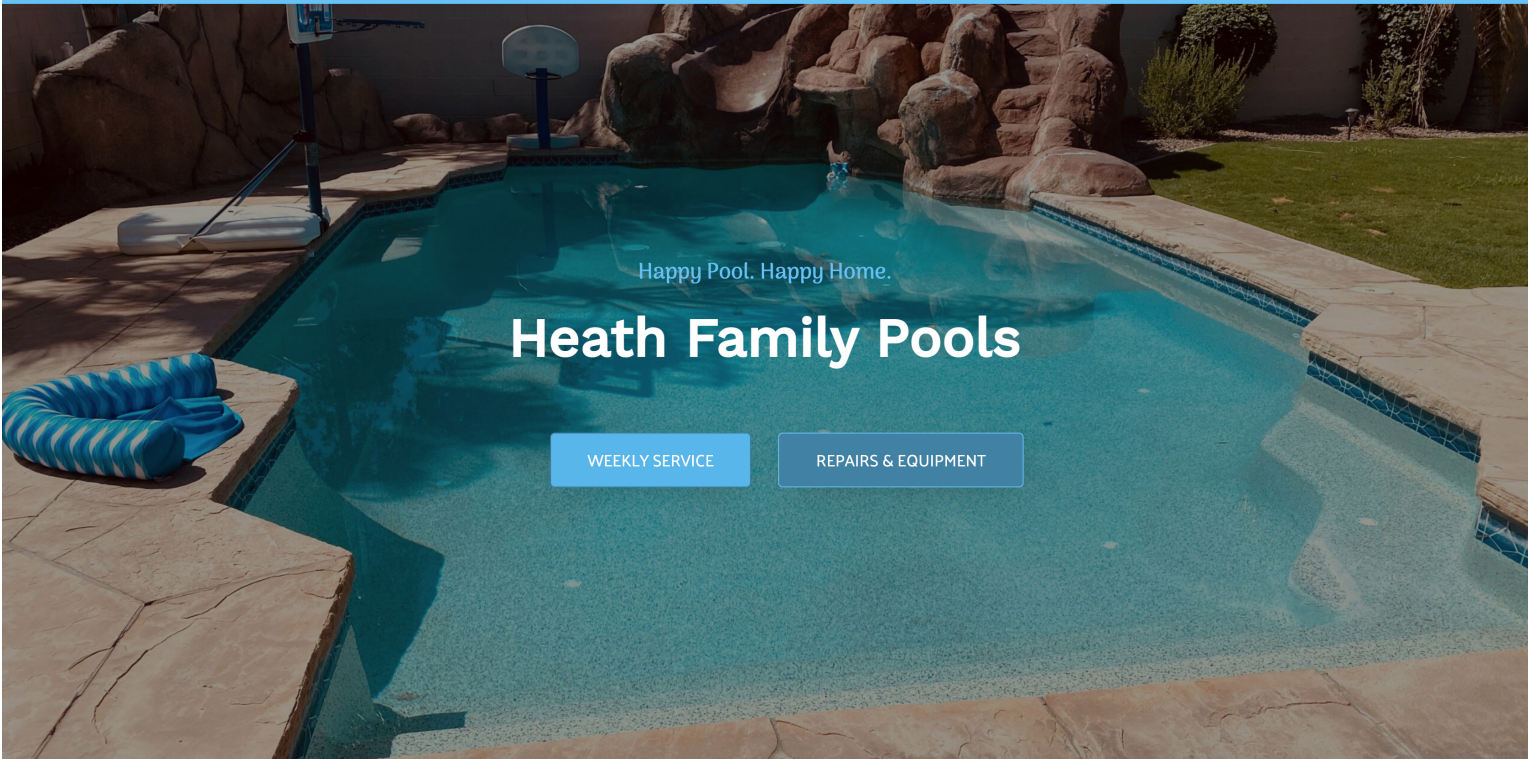 Happy Pool. Happy Home.
Heath Family Pools
WEEKLY SERVICE
REPAIRS & EQUIPMENT